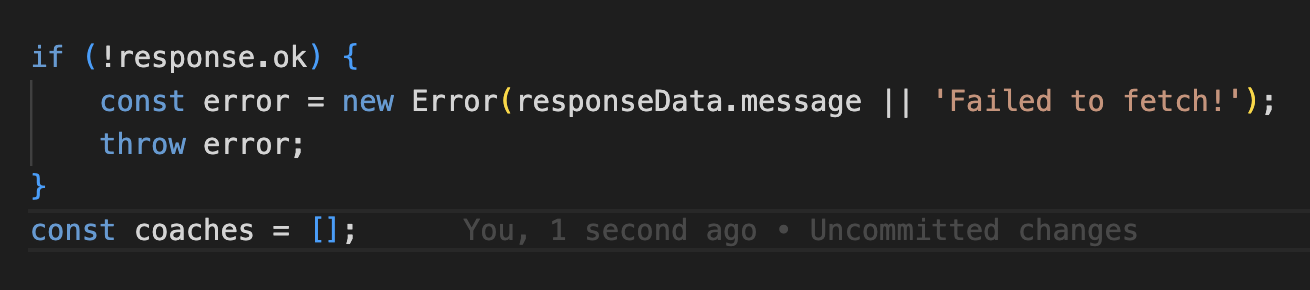 if (!response.ok) {
    const error = new Error(responseData.message || 'Failed to fetch!');
    throw error;
}
const coaches = [];      You, 1 second ago • Uncommitted changes